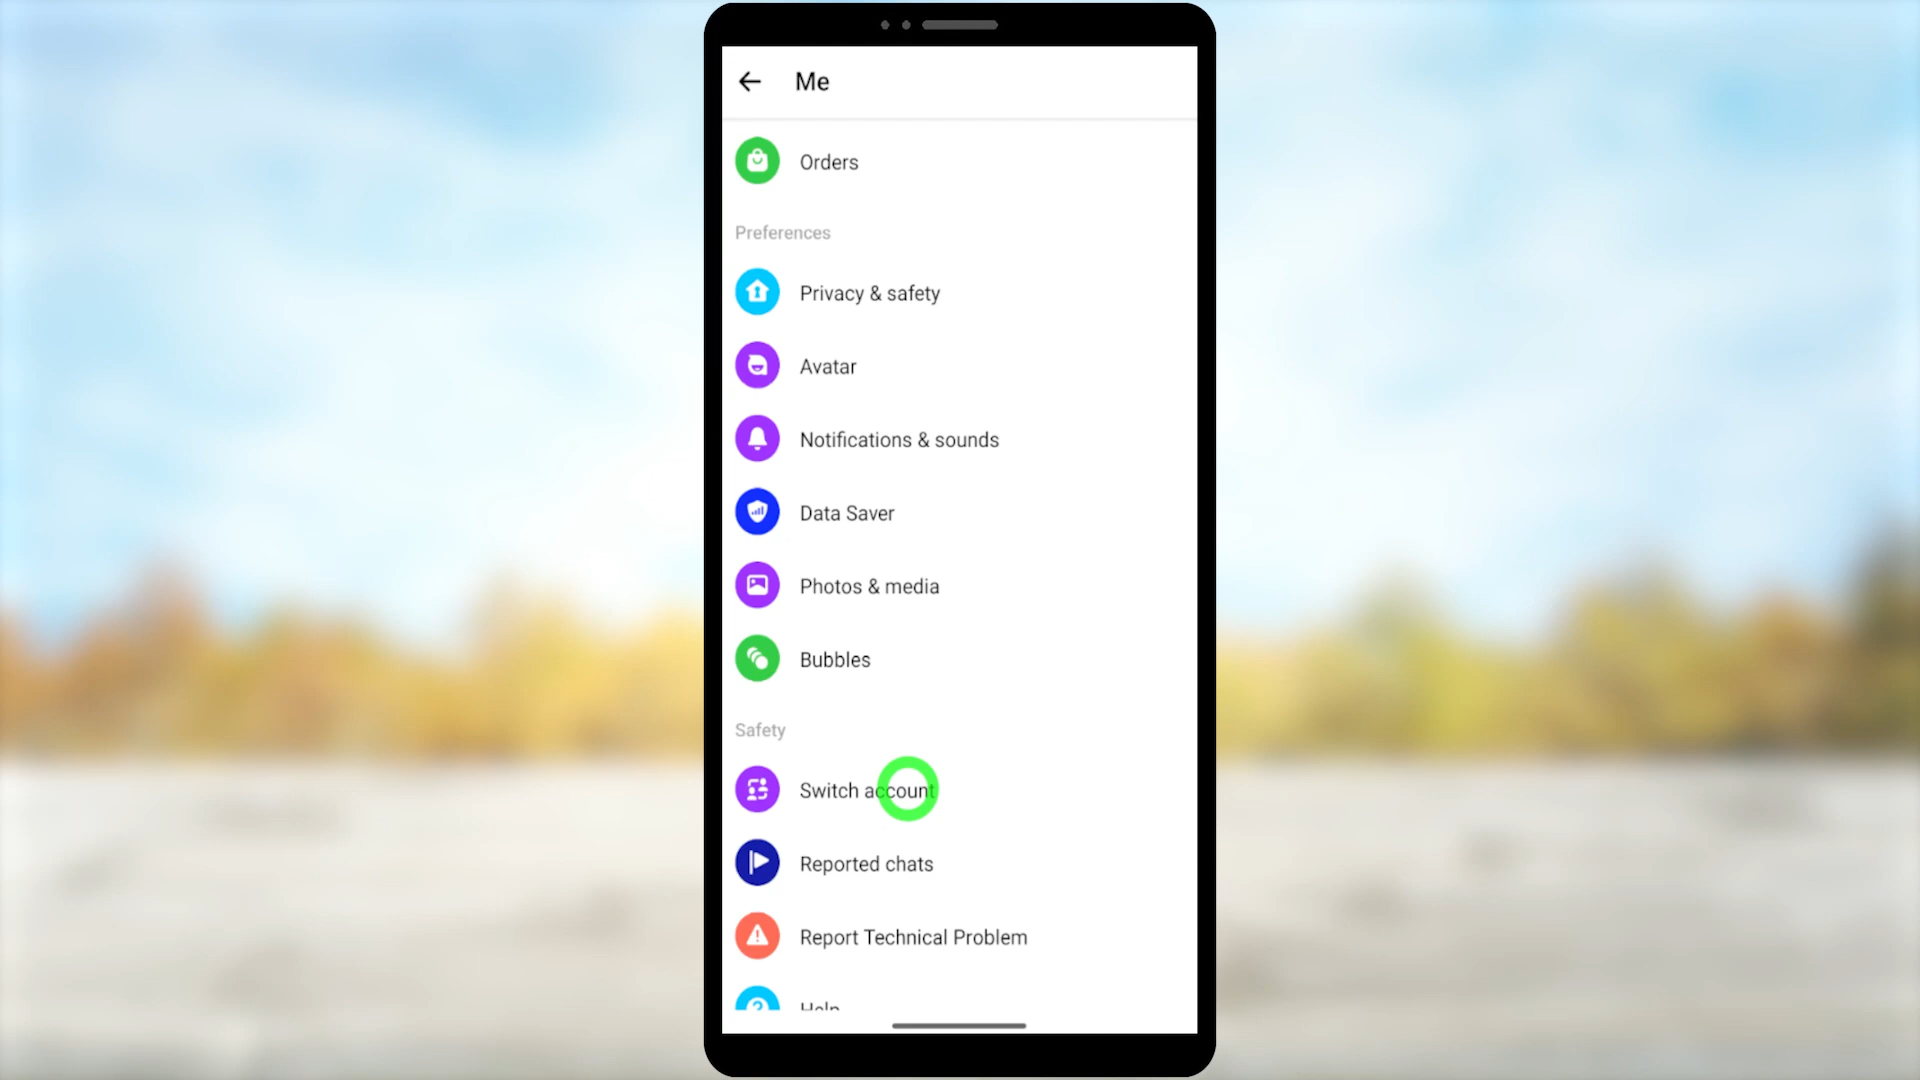 Me
Orders
Preferences
Privacy & safety
Avatar
Notifications & sounds
Data Saver
Photos & media
Bubbles
Safety
Switch account
Reported chats
Report Technical Problem
Help